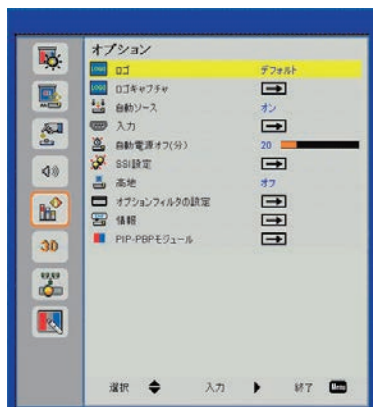 オプション
LOGO ロゴ デフォルト
LOGO ロゴキャプチャ
自動ソース オン
入力
自動電源オフ(分) 20
SSI設定
高地 オフ
オプションフィルタの設定
情報
PIP-PBPモジュール
3D
選択 入力 終了 Menu